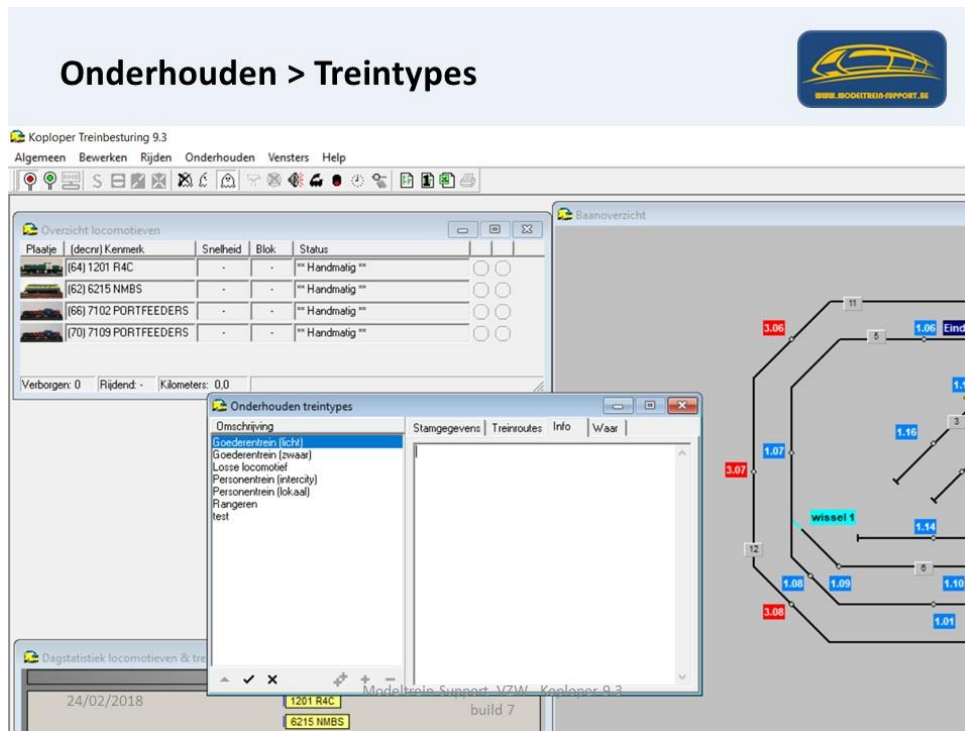 Onderhouden > Treintypes
WWW.MODELTREIN-SUPPORT.BE
Koploper Treinbesturing 9.3
Algemeen Bewerken Rijden Onderhouden Vensters Help
Overzicht locomotieven
Plaatje (decnr) Kenmerk Snelheid Blok Status
(64) 1201 R4C - - ** Handmatig **
(62) 6215 NMBS - - ** Handmatig **
(66) 7102 PORTFEEDERS - - ** Handmatig **
(70) 7109 PORTFEEDERS - - ** Handmatig **
Verborgen: 0 Rijdend: - Kilometers: 0,0
Baanoverzicht
11
3.06
5
1.06
Eind
3
1.16
1.07
3.07
wissel 1
1.14
12
6
1.08
1.09
1.10
3.08
1.01
Onderhouden treintypes
Omschrijving
Goederentrein (licht)
Goederentrein (zwaar)
Losse locomotief
Personentrein (intercity)
Personentrein (lokaal)
Rangeren
test
Stamgegevens Treinroutes Info Waar
Dagstatistiek locomotieven & tre
24/02/2018
1201 R4C
6215 NMBS
Modeltrein-Support VZW - Koploper 9.3
build 7